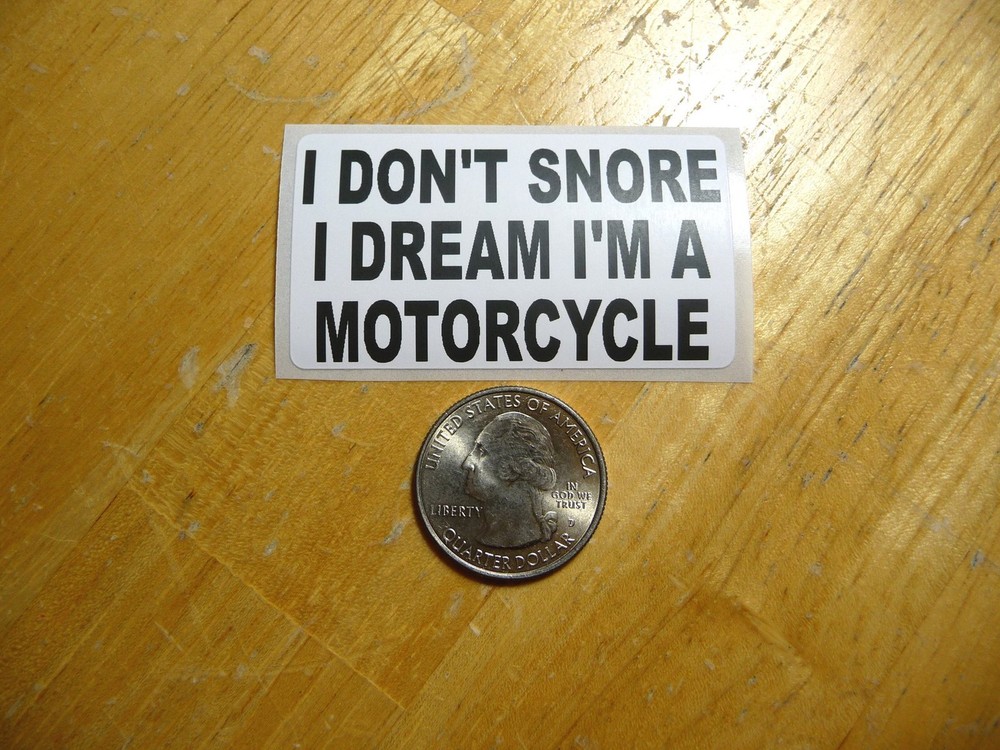 I DON'T SNORE
I DREAM I'M A
MOTORCYCLE
UNITED STATES OF AMERICA
LIBERTY
IN
GOD WE
TRUST
D
QUARTER DOLLAR